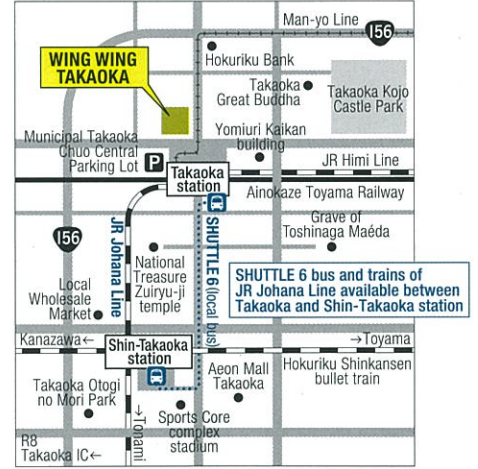 Man-yo Line
156
WING WING
TAKAOKA
Hokuriku Bank
Takaoka
Great Buddha
Takaoka Kojo
Castle Park
Municipal Takaoka
Chuo Central
Parking Lot
P
Yomiuri Kaikan
building
JR Himi Line
Takaoka
station
Ainokaze Toyama Railway
156
JR Johana Line
SHUTTLE 6 (local bus)
Grave of
Toshinaga Maéda
National
Treasure
Zuiryu-ji
temple
SHUTTLE 6 bus and trains of
JR Johana Line available between
Takaoka and Shin-Takaoka station
Local
Wholesale
Market
Kanazawa←
Shin-Takaoka
station
→Toyama
Hokuriku Shinkansen
bullet train
Aeon Mall
Takaoka
Takaoka Otogi
no Mori Park
→Tonami
Sports Core
complex
stadium
R8
Takaoka IC←